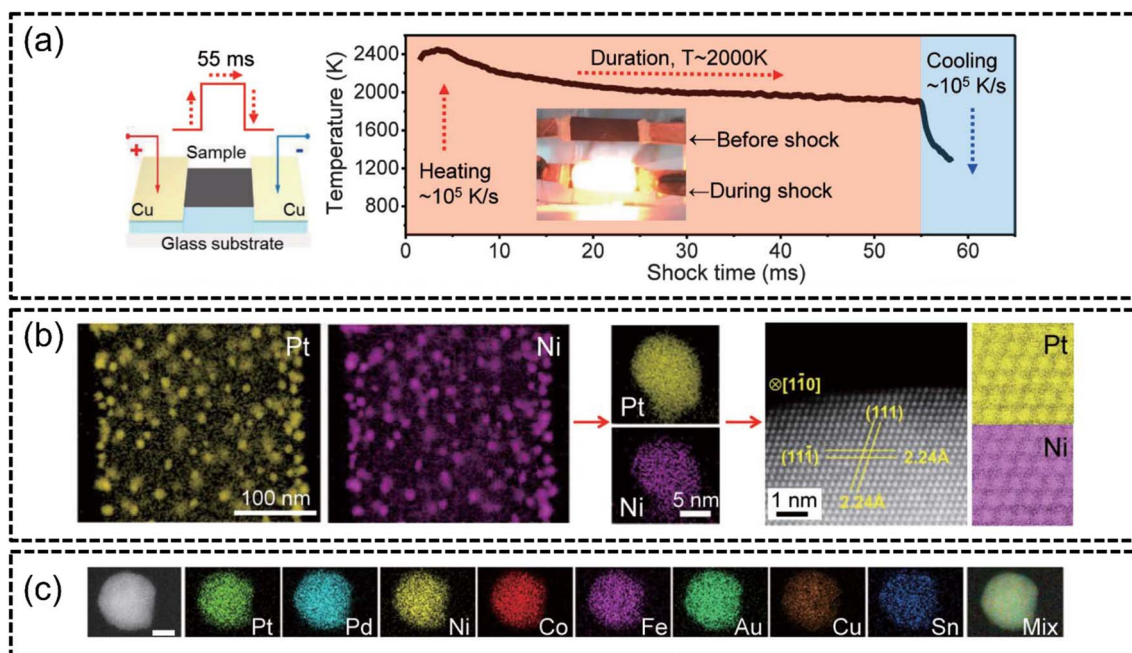 (a)
55 ms
+
Sample
-
Cu
Cu
Glass substrate
Temperature (K)
2400
2000
1600
1200
800
Duration, T~2000K
Cooling
~10⁵ K/s
Heating
~10⁵ K/s
←Before shock
←During shock
0
10
20
30
40
50
60
Shock time (ms)
(b)
Pt
100 nm
Ni
Pt
Ni
5 nm
⊗[11̄0]
(111)
(111̄)
2.24Å
2.24Å
1 nm
Pt
Ni
(c)
Pt
Pd
Ni
Co
Fe
Au
Cu
Sn
Mix